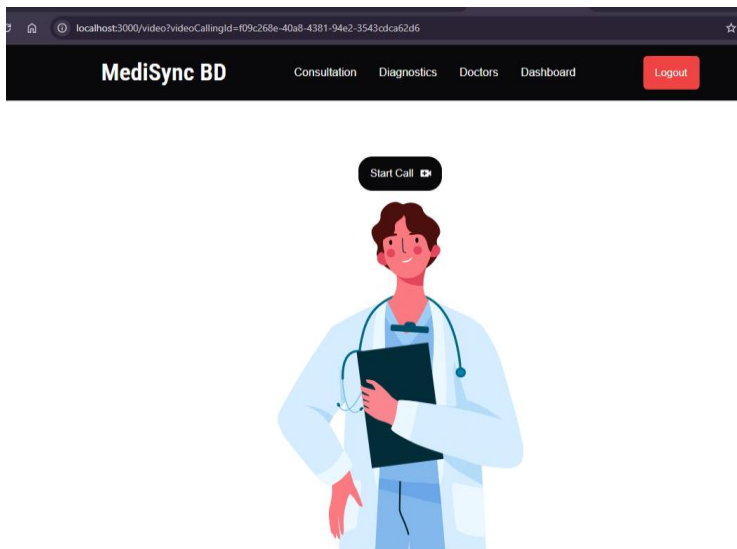 localhost:3000/video?videoCallingId=f09c268e-40a8-4381-94e2-3543cdca62d6
MediSync BD Consultation Diagnostics Doctors Dashboard Logout
Start Call